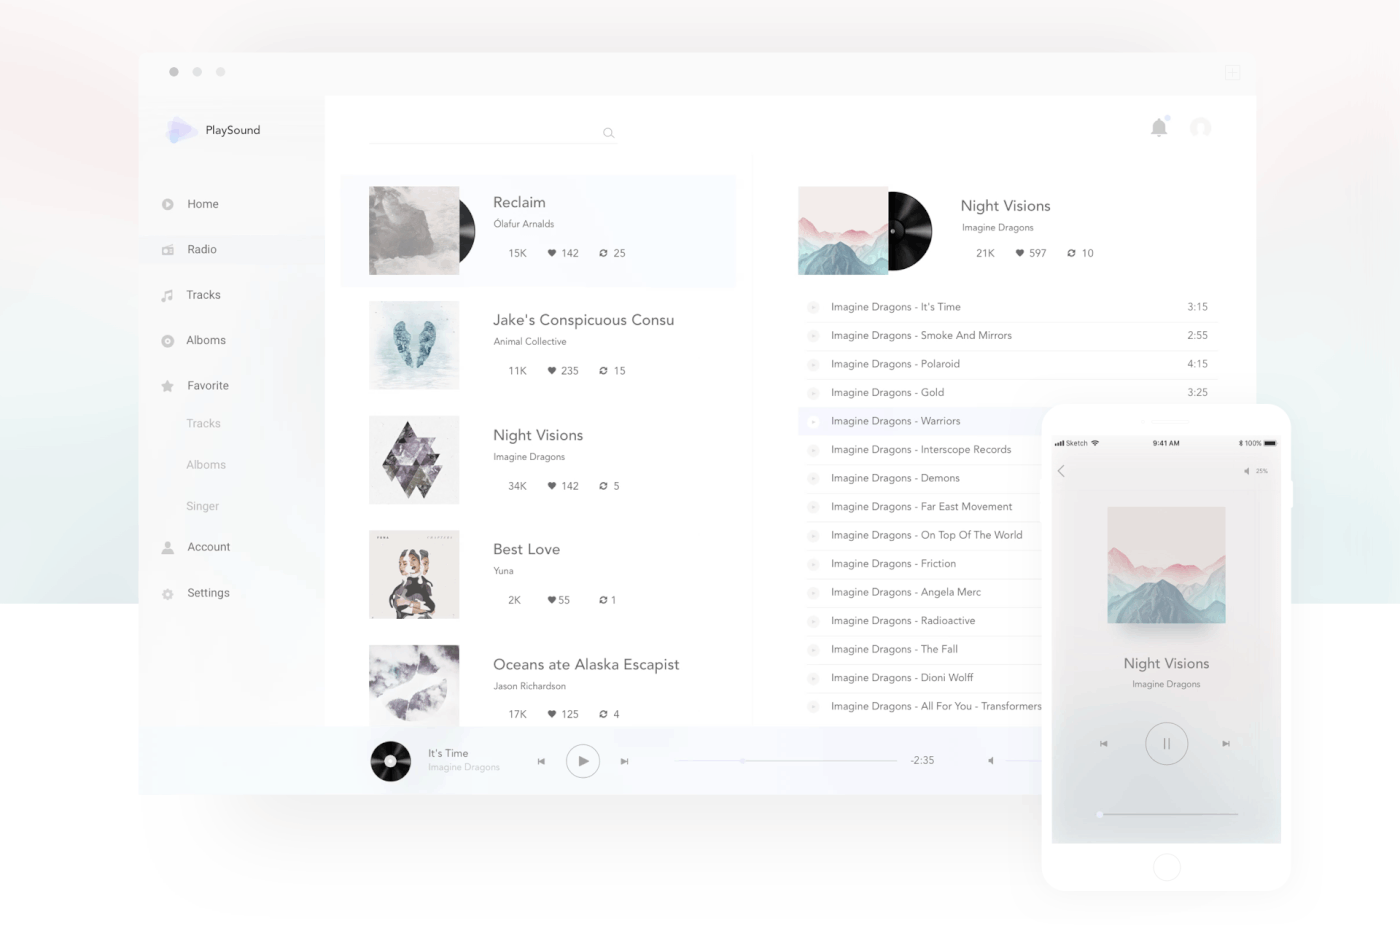 PlaySound
Home
Radio
Tracks
Alboms
Favorite
Tracks
Alboms
Singer
Account
Settings
Reclaim
Ólafur Arnalds
15K 142 25
Jake's Conspicuous Consu
Animal Collective
11K 235 15
Night Visions
Imagine Dragons
34K 142 5
YUNA
Best Love
Yuna
2K 55 1
Oceans ate Alaska Escapist
Jason Richardson
17K 125 4
Night Visions
Imagine Dragons
21K 597 10
Imagine Dragons - It's Time 3:15
Imagine Dragons - Smoke And Mirrors 2:55
Imagine Dragons - Polaroid 4:15
Imagine Dragons - Gold 3:25
Imagine Dragons - Warriors
Imagine Dragons - Interscope Records
Imagine Dragons - Demons
Imagine Dragons - Far East Movement
Imagine Dragons - On Top Of The World
Imagine Dragons - Friction
Imagine Dragons - Angela Merc
Imagine Dragons - Radioactive
Imagine Dragons - The Fall
Imagine Dragons - Dioni Wolff
Imagine Dragons - All For You - Transformers
It's Time
Imagine Dragons
-2:35
Sketch 9:41 AM 100%
25%
Night Visions
Imagine Dragons